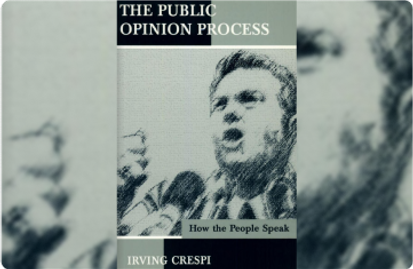 THE PUBLIC
OPINION PROCESS
How the People Speak
IRVING CRESPI